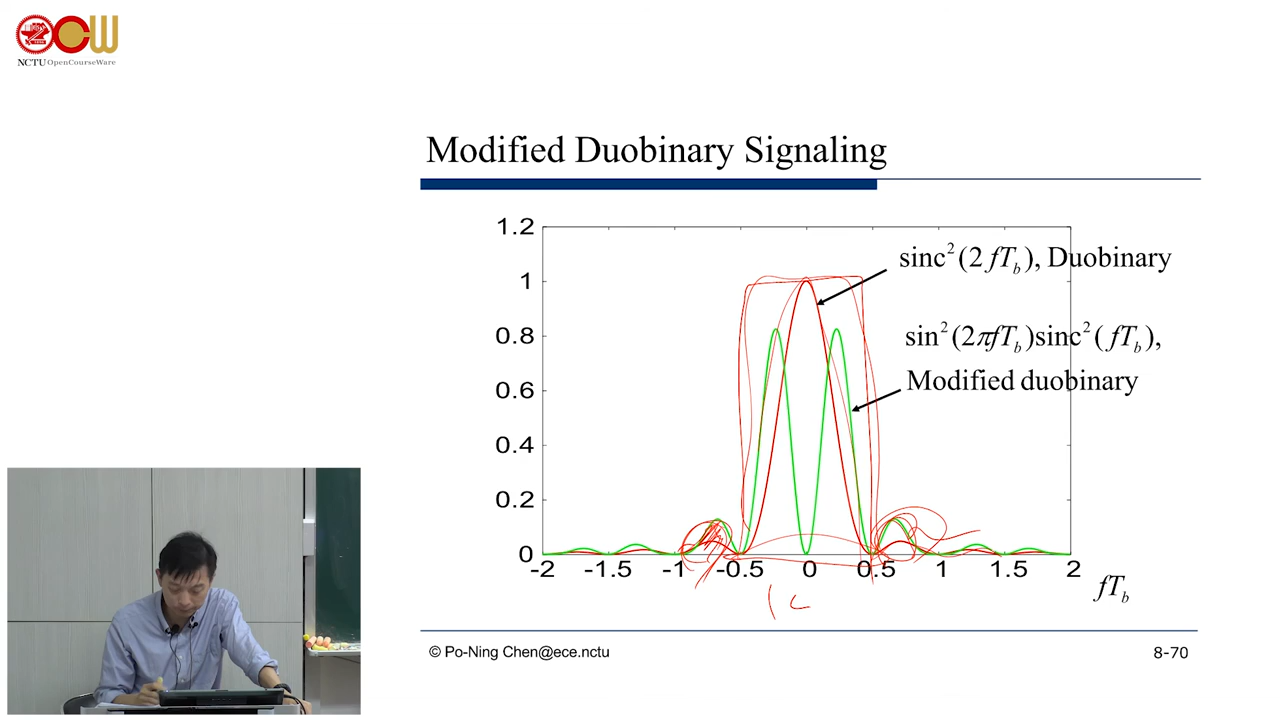 NCTU OpenCourseWare
Modified Duobinary Signaling
1.2
1
0.8
0.6
0.4
0.2
0
-2 -1.5 -1 -0.5 0 0.5 1 1.5 2
fT_b
sinc²(2 fT_b), Duobinary
sin²(2πfT_b)sinc²( fT_b),
Modified duobinary
© Po-Ning Chen@ece.nctu
8-70